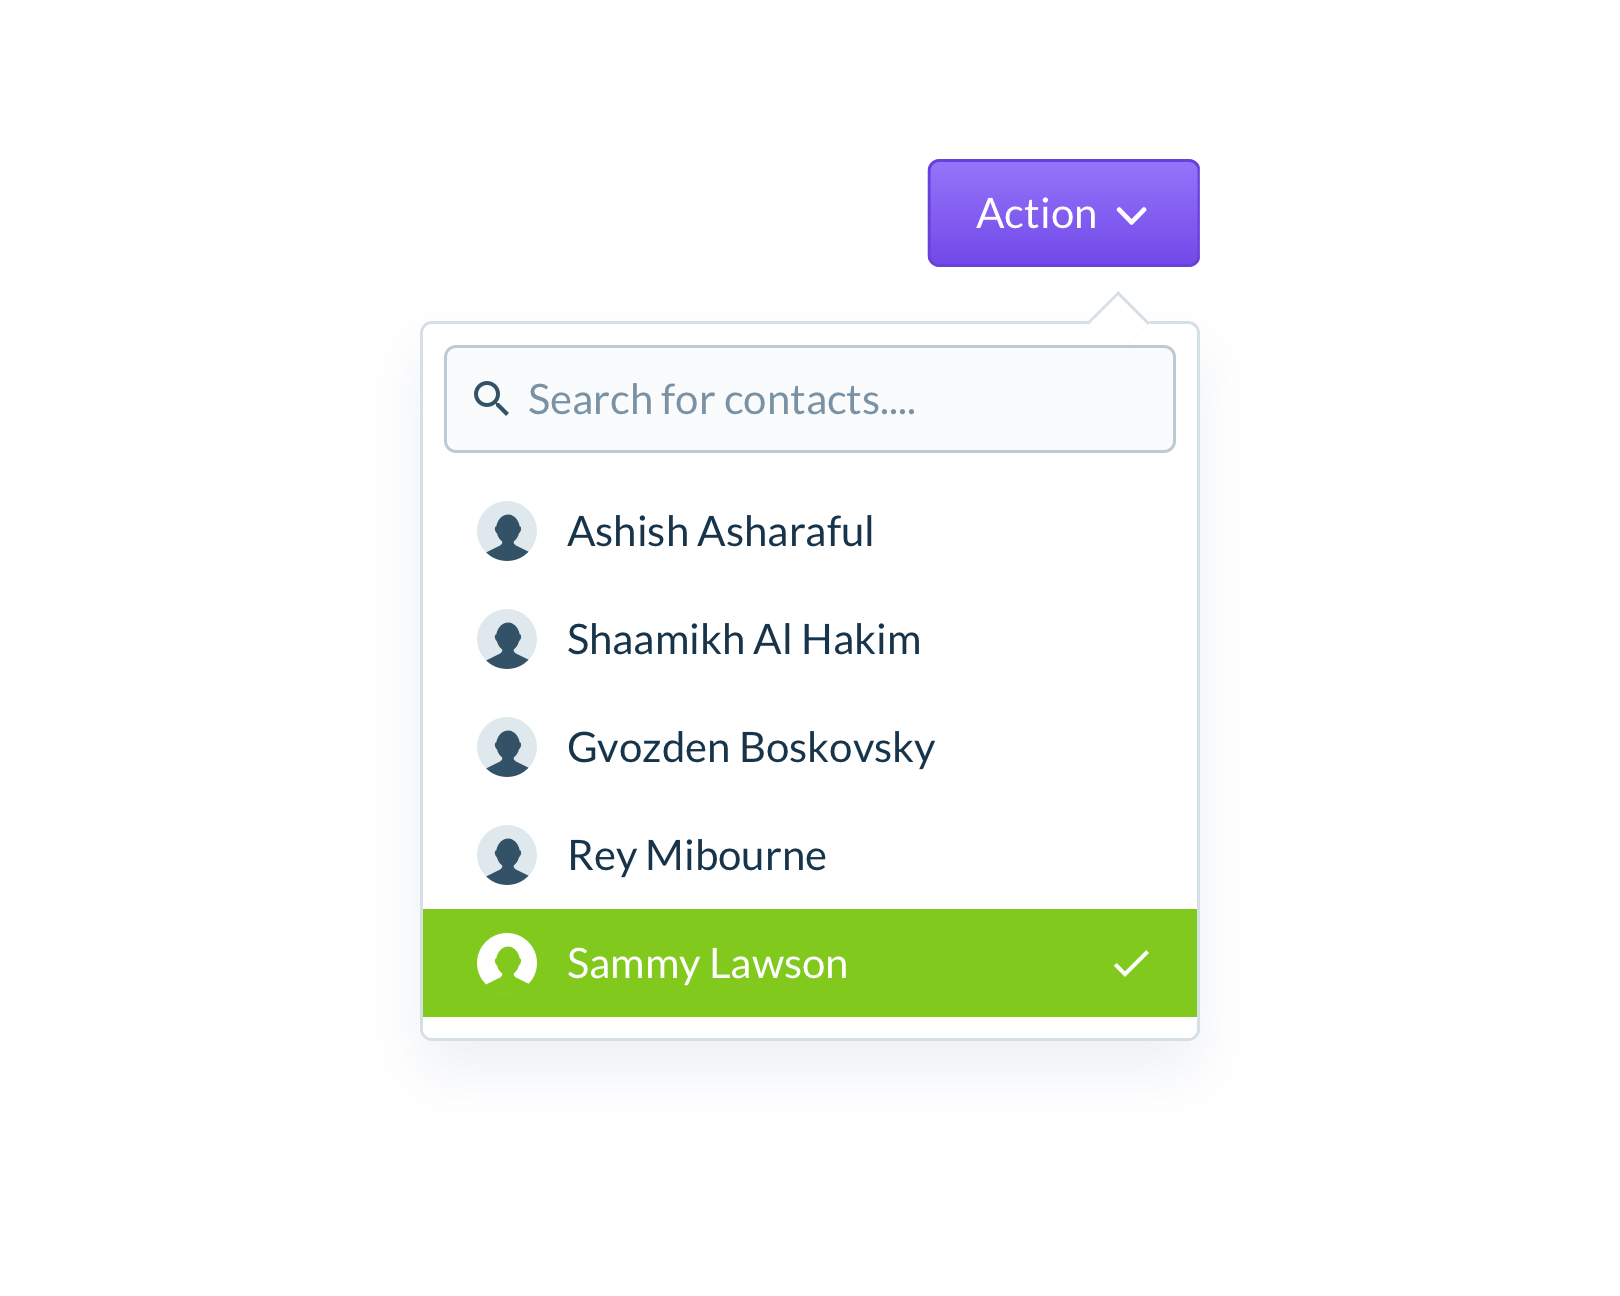 Action
Search for contacts....
Ashish Asharaful
Shaamikh Al Hakim
Gvozden Boskovsky
Rey Mibourne
Sammy Lawson